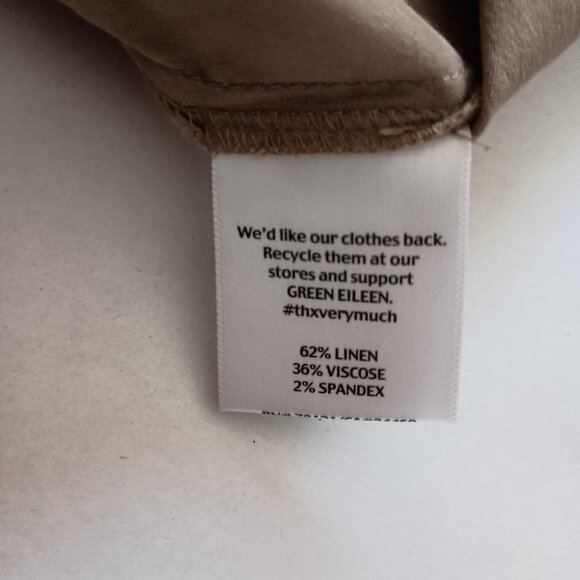 We'd like our clothes back.
Recycle them at our
stores and support
GREEN EILEEN.
#thxverymuch
62% LINEN
36% VISCOSE
2% SPANDEX